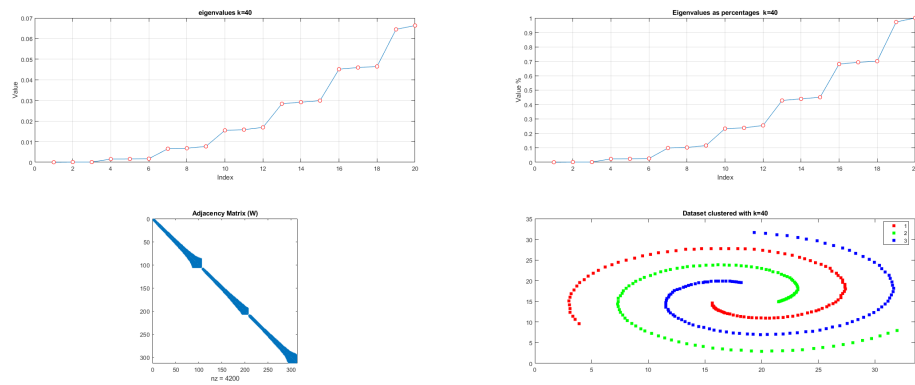 eigenvalues k=40
Value
0.07
0.06
0.05
0.04
0.03
0.02
0.01
0
0 2 4 6 8 10 12 14 16 18 20
Index
Eigenvalues as percentages k=40
Value %
1
0.9
0.8
0.7
0.6
0.5
0.4
0.3
0.2
0.1
0
0 2 4 6 8 10 12 14 16 18
Index
Adjacency Matrix (W)
0
50
100
150
200
250
300
0 50 100 150 200 250 300
nz = 4200
Dataset clustered with k=40
35
30
25
20
15
10
5
0
0 5 10 15 20 25 30
1
2
3